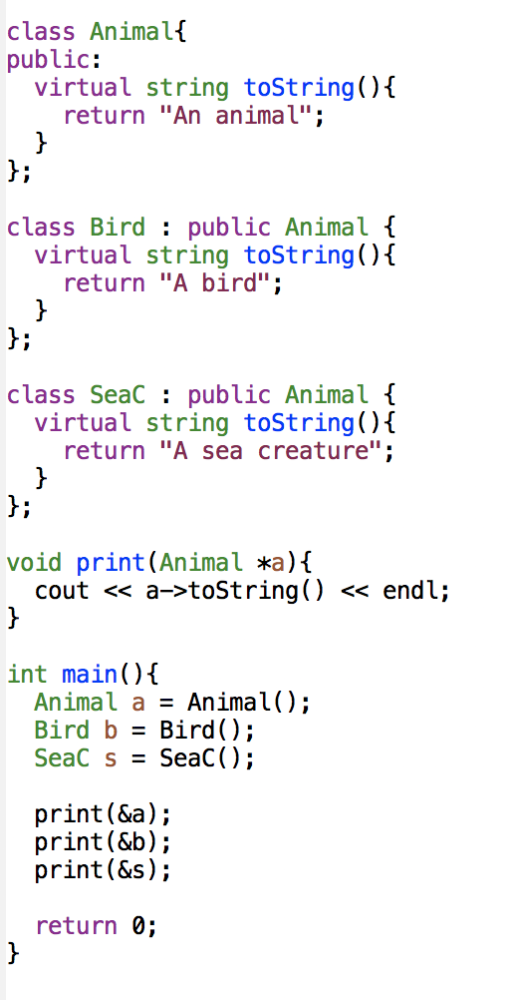 class Animal{
public:
  virtual string toString(){
    return "An animal";
  }
};

class Bird : public Animal {
  virtual string toString(){
    return "A bird";
  }
};

class SeaC : public Animal {
  virtual string toString(){
    return "A sea creature";
  }
};

void print(Animal *a){
  cout << a->toString() << endl;
}

int main(){
  Animal a = Animal();
  Bird b = Bird();
  SeaC s = SeaC();

  print(&a);
  print(&b);
  print(&s);

  return 0;
}